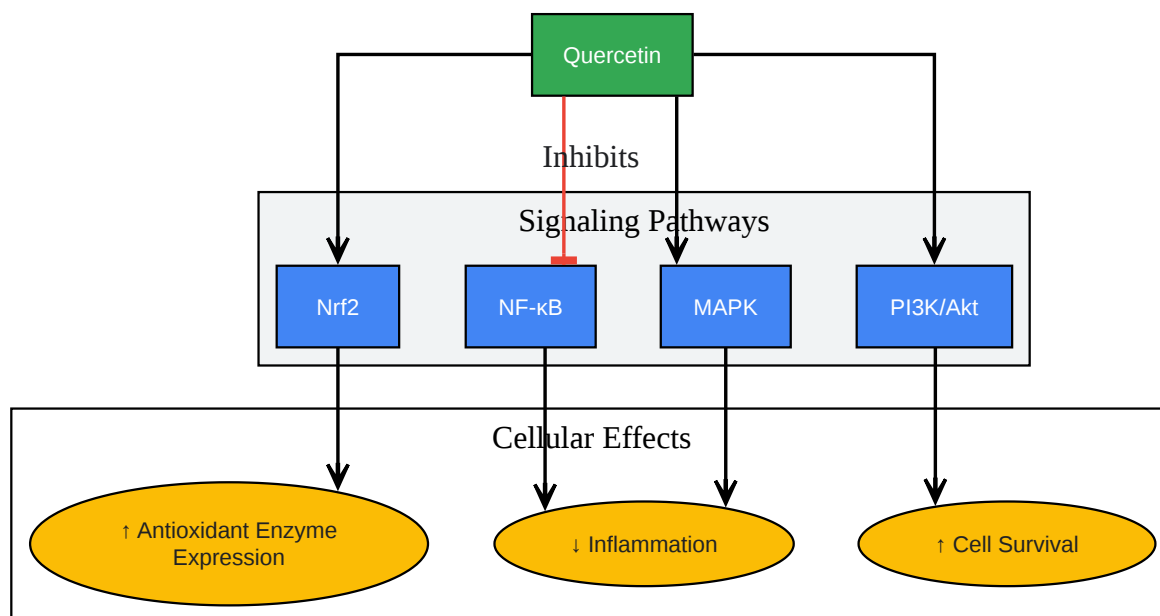 Quercetin
Inhibits
Signaling Pathways
Nrf2
NF-κB
MAPK
PI3K/Akt
Cellular Effects
↑ Antioxidant Enzyme
Expression
↓ Inflammation
↑ Cell Survival